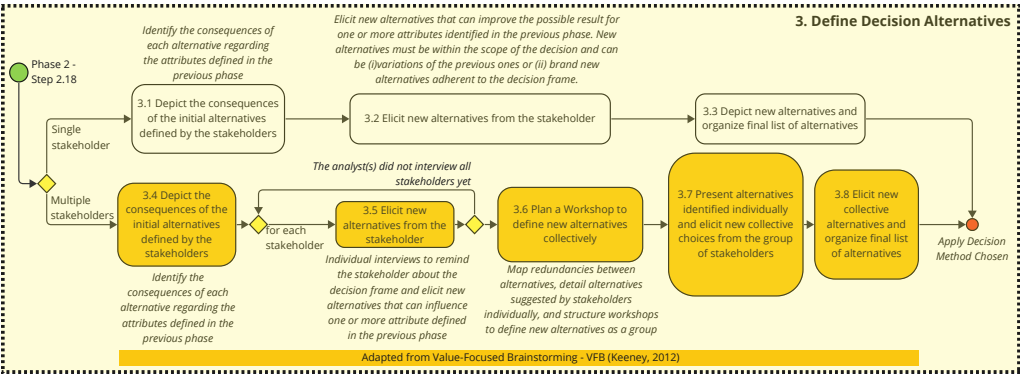 3. Define Decision Alternatives
Identify the consequences of
each alternative regarding
the attributes defined in the
previous phase
Elicit new alternatives that can improve the possible result for
one or more attributes identified in the previous phase. New
alternatives must be within the scope of the decision and can
be (i)variations of the previous ones or (ii) brand new
alternatives adherent to the decision frame.
Phase 2 -
Step 2.18
3.1 Depict the consequences
of the initial alternatives
defined by the stakeholders
3.2 Elicit new alternatives from the stakeholder
3.3 Depict new alternatives and
organize final list of alternatives
Single
stakeholder
Multiple
stakeholders
The analyst(s) did not interview all
stakeholders yet
3.4 Depict the
consequences of the
initial alternatives
defined by the
stakeholders
for each
stakeholder
3.5 Elicit new
alternatives from the
stakeholder
3.6 Plan a Workshop to
define new alternatives
collectively
3.7 Present alternatives
identified individually
and elicit new collective
choices from the group
of stakeholders
3.8 Elicit new
collective
alternatives and
organize final list
of alternatives
Apply Decision
Method Chosen
Identify the
consequences of each
alternative regarding the
attributes defined in the
previous phase
Individual interviews to remind
the stakeholder about the
decision frame and elicit new
alternatives that can influence
one or more attribute defined
in the previous phase
Map redundancies between
alternatives, detail alternatives
suggested by stakeholders
individually, and structure workshops
to define new alternatives as a group
Adapted from Value-Focused Brainstorming - VFB (Keeney, 2012)